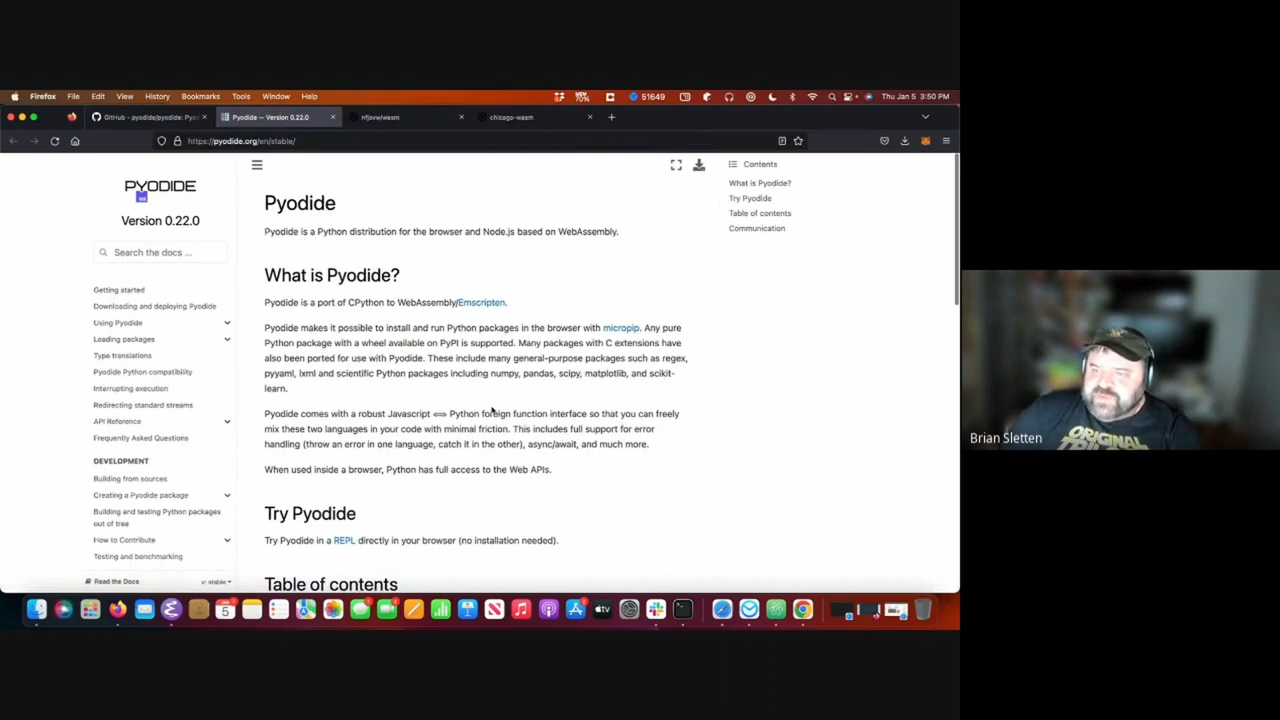 Firefox File Edit View History Bookmarks Tools Window Help 70% 51649 Thu Jan 5 3:50 PM
GitHub - pyodide/pyodide: Pyod Pyodide — Version 0.22.0 nfjsvw/wasm chicago-wasm
https://pyodide.org/en/stable/
Contents
What is Pyodide?
Try Pyodide
Table of contents
Communication
PYODIDE
Version 0.22.0
Search the docs ...
Getting started
Downloading and deploying Pyodide
Using Pyodide
Loading packages
Type translations
Pyodide Python compatibility
Interrupting execution
Redirecting standard streams
API Reference
Frequently Asked Questions
DEVELOPMENT
Building from sources
Creating a Pyodide package
Building and testing Python packages
out of tree
How to Contribute
Testing and benchmarking
Read the Docs v: stable
Pyodide
Pyodide is a Python distribution for the browser and Node.js based on WebAssembly.
What is Pyodide?
Pyodide is a port of CPython to WebAssembly/Emscripten.
Pyodide makes it possible to install and run Python packages in the browser with micropip. Any pure
Python package with a wheel available on PyPI is supported. Many packages with C extensions have
also been ported for use with Pyodide. These include many general-purpose packages such as regex,
pyyaml, lxml and scientific Python packages including numpy, pandas, scipy, matplotlib, and scikit-
learn.
Pyodide comes with a robust Javascript ⟺ Python foreign function interface so that you can freely
mix these two languages in your code with minimal friction. This includes full support for error
handling (throw an error in one language, catch it in the other), async/await, and much more.
When used inside a browser, Python has full access to the Web APIs.
Try Pyodide
Try Pyodide in a REPL directly in your browser (no installation needed).
Table of contents
Brian Sletten
ORIGINAL